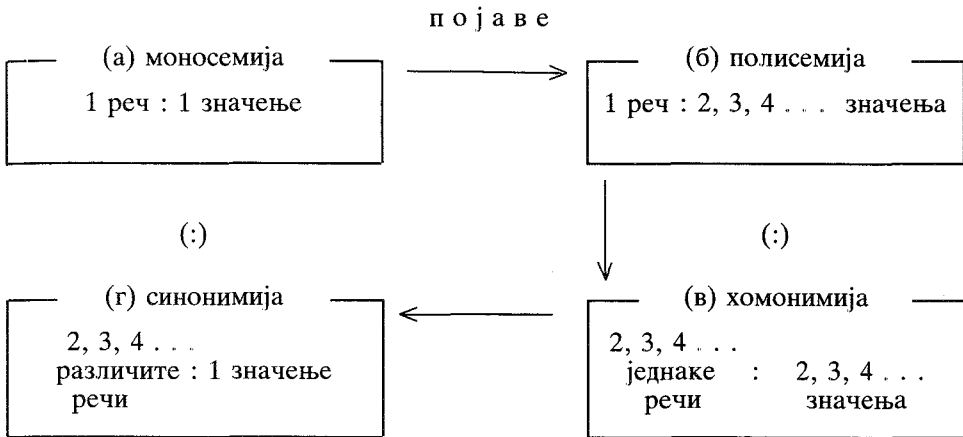 појаве
(а) моносемија
1 реч : 1 значење
(б) полисемија
1 реч : 2, 3, 4 . . . значења
(:)
(:)
(г) синонимија
2, 3, 4 . . .
различите : 1 значење
речи
(в) хомонимија
2, 3, 4 . . .
једнаке : 2, 3, 4 . . .
речи значења